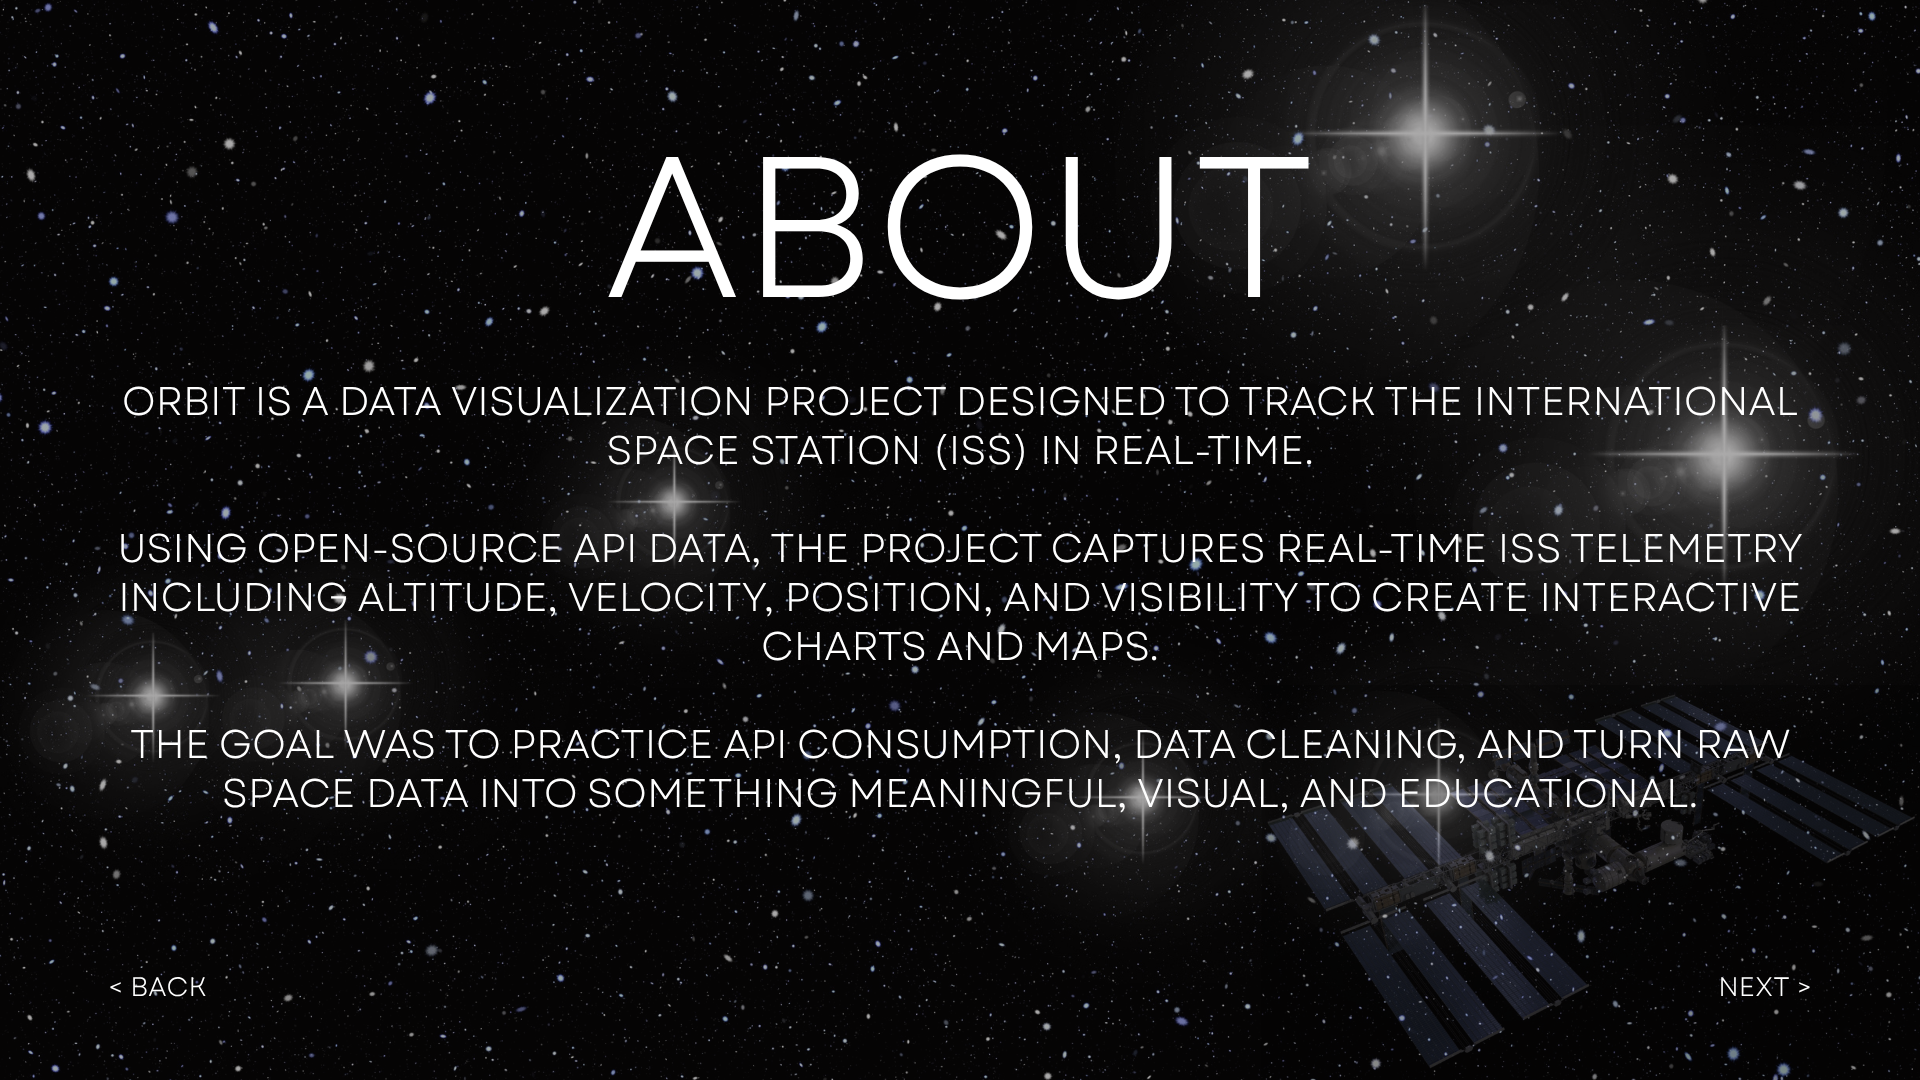 ABOUT
ORBIT IS A DATA VISUALIZATION PROJECT DESIGNED TO TRACK THE INTERNATIONAL
SPACE STATION (ISS) IN REAL-TIME.
USING OPEN-SOURCE API DATA, THE PROJECT CAPTURES REAL-TIME ISS TELEMETRY
INCLUDING ALTITUDE, VELOCITY, POSITION, AND VISIBILITY TO CREATE INTERACTIVE
CHARTS AND MAPS.
THE GOAL WAS TO PRACTICE API CONSUMPTION, DATA CLEANING, AND TURN RAW
SPACE DATA INTO SOMETHING MEANINGFUL, VISUAL, AND EDUCATIONAL.
< BACK
NEXT >